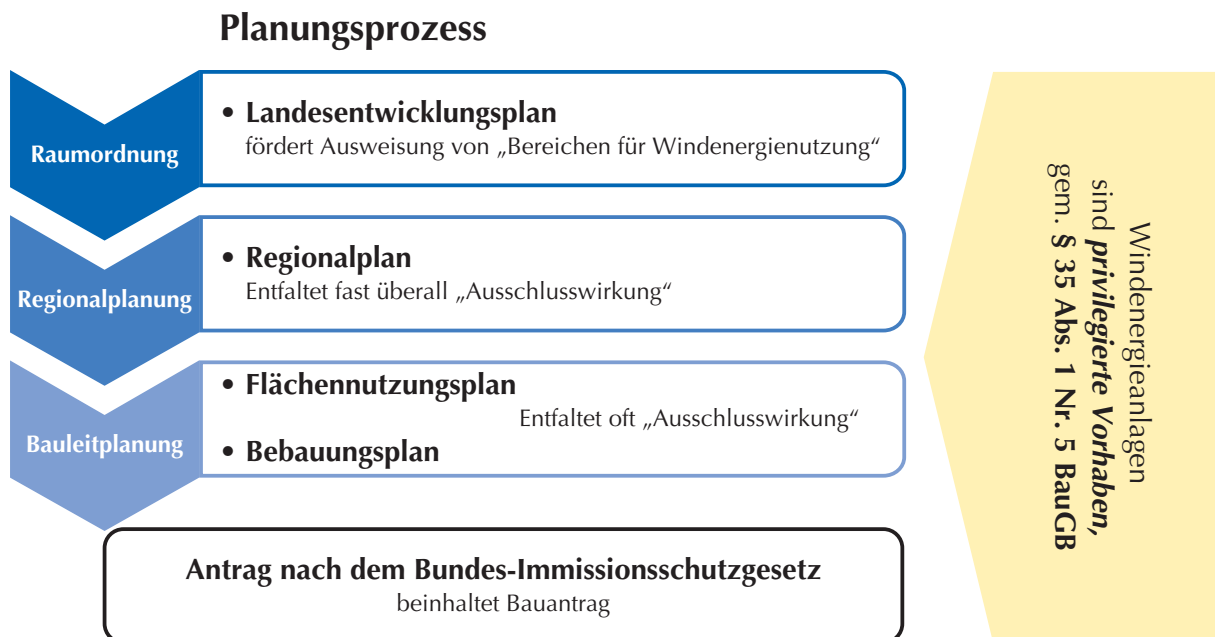 Planungsprozess
Raumordnung
• Landesentwicklungsplan
fördert Ausweisung von „Bereichen für Windenergienutzung“
Regionalplanung
• Regionalplan
Entfaltet fast überall „Ausschlusswirkung“
Bauleitplanung
• Flächennutzungsplan
Entfaltet oft „Ausschlusswirkung“
• Bebauungsplan
Antrag nach dem Bundes-Immissionsschutzgesetz
beinhaltet Bauantrag
Windenergieanlagen
sind privilegierte Vorhaben,
gem. § 35 Abs. 1 Nr. 5 BauGB